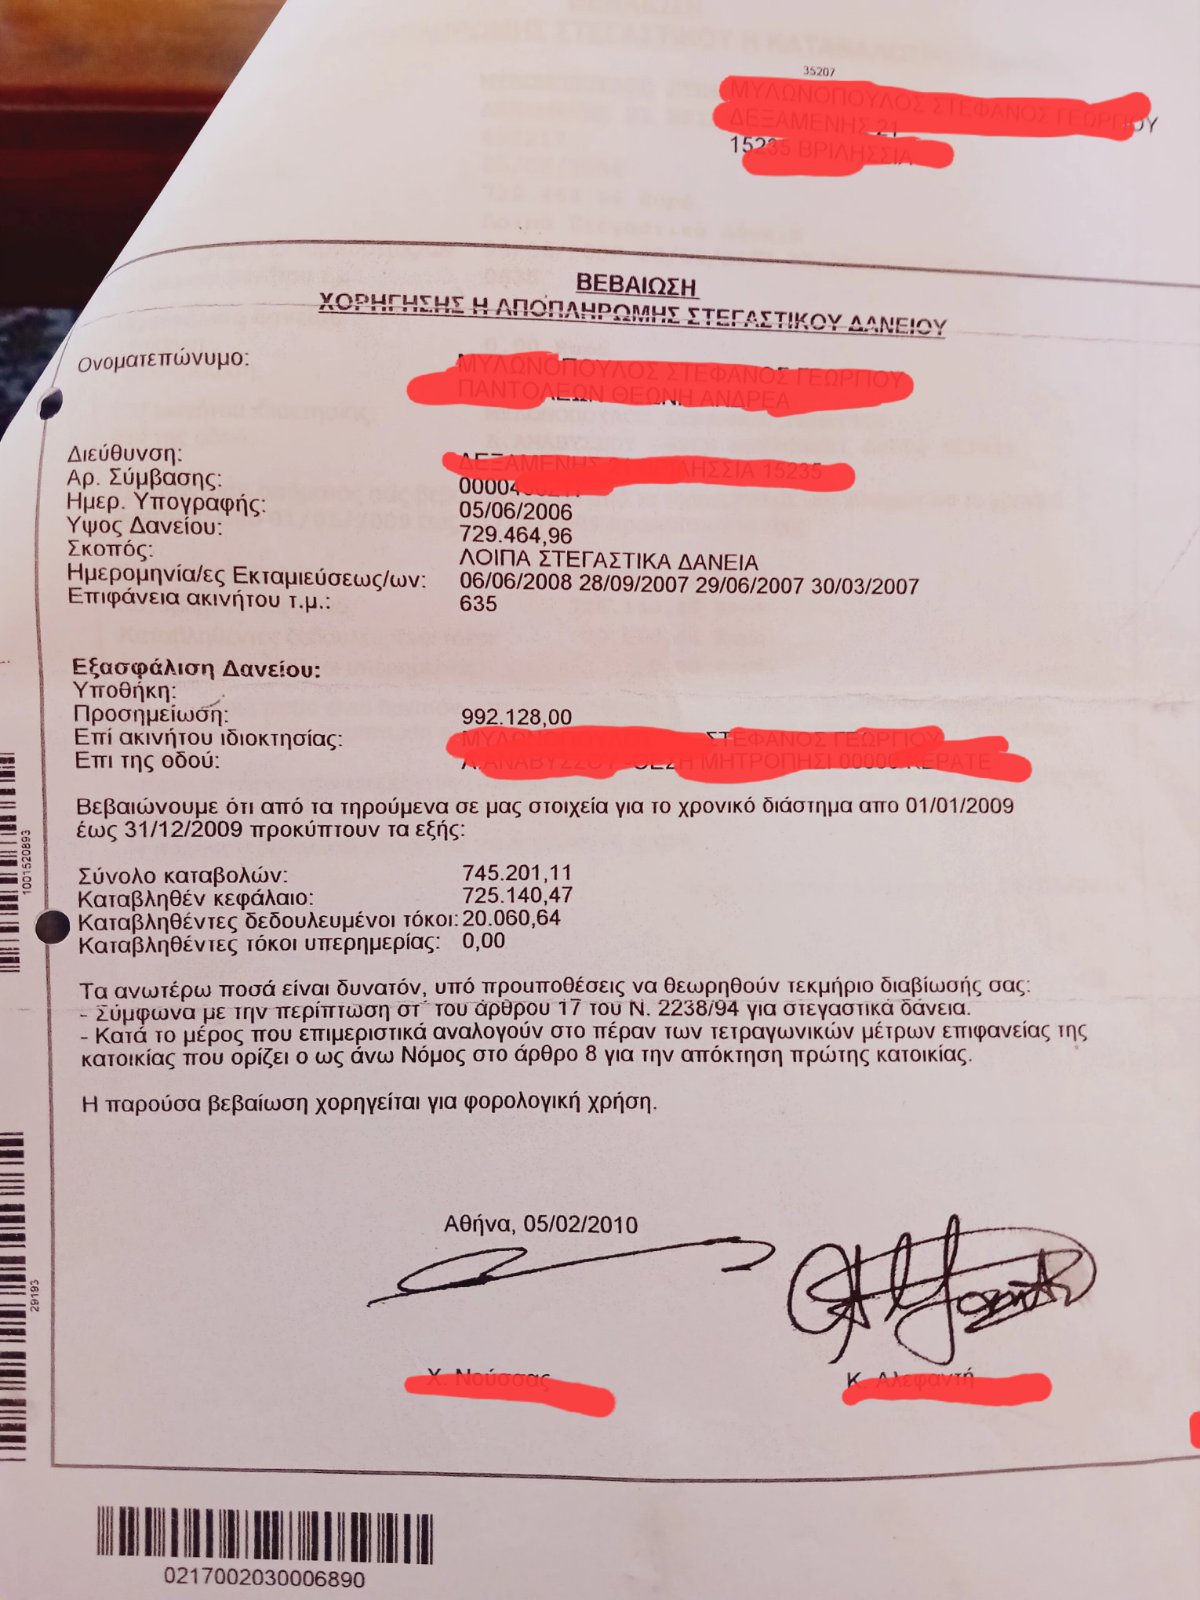 35207
ΒΕΒΑΙΩΣΗ
ΧΟΡΗΓΗΣΗΣ Η ΑΠΟΠΛΗΡΩΜΗΣ ΣΤΕΓΑΣΤΙΚΟΥ ΔΑΝΕΙΟΥ
Ονοματεπώνυμο:
Διεύθυνση:
Αρ. Σύμβασης:
Ημερ. Υπογραφής: 05/06/2006
Υψος Δανείου: 729.464,96
Σκοπός: ΛΟΙΠΑ ΣΤΕΓΑΣΤΙΚΑ ΔΑΝΕΙΑ
Ημερομηνία/ες Εκταμιεύσεως/ων: 06/06/2008 28/09/2007 29/06/2007 30/03/2007
Επιφάνεια ακινήτου τ.μ.: 635
Εξασφάλιση Δανείου:
Υποθήκη:
Προσημείωση: 992.128,00
Επί ακινήτου ιδιοκτησίας:
Επι της οδού:
Βεβαιώνουμε ότι από τα τηρούμενα σε μας στοιχεία για το χρονικό διάστημα απο 01/01/2009
έως 31/12/2009 προκύπτουν τα εξής:
Σύνολο καταβολών: 745.201,11
Καταβληθέν κεφάλαιο: 725.140,47
Καταβληθέντες δεδουλευμένοι τόκοι: 20.060,64
Καταβληθέντες τόκοι υπερημερίας: 0,00
Τα ανωτέρω ποσά είναι δυνατόν, υπό προυποθέσεις να θεωρηθούν τεκμήριο διαβίωσής σας:
- Σύμφωνα με την περίπτωση στ΄ του άρθρου 17 του Ν. 2238/94 για στεγαστικά δάνεια.
- Κατά το μέρος που επιμεριστικά αναλογούν στο πέραν των τετραγωνικών μέτρων επιφανείας της
κατοικίας που ορίζει ο ως άνω Νόμος στο άρθρο 8 για την απόκτηση πρώτης κατοικίας.
Η παρούσα βεβαίωση χορηγείται για φορολογική χρήση.
Αθήνα, 05/02/2010
1001520893
29193
0217002030006890